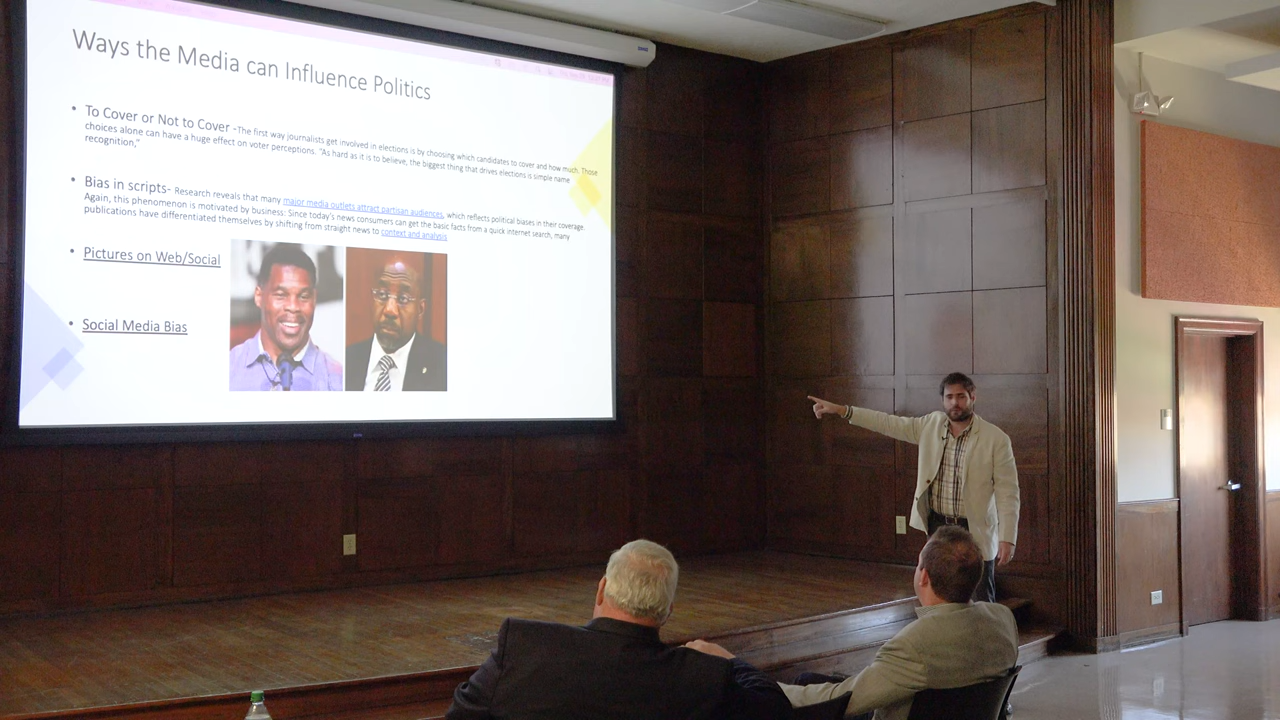 Ways the Media can Influence Politics
• To Cover or Not to Cover -The first way journalists get involved in elections is by choosing which candidates to cover and how much. Those
choices alone can have a huge effect on voter perceptions. "As hard as it is to believe, the biggest thing that drives elections is simple name
recognition,"
• Bias in scripts- Research reveals that many major media outlets attract partisan audiences, which reflects political biases in their coverage.
Again, this phenomenon is motivated by business: Since today's news consumers can get the basic facts from a quick internet search, many
publications have differentiated themselves by shifting from straight news to context and analysis.
• Pictures on Web/Social
• Social Media Bias